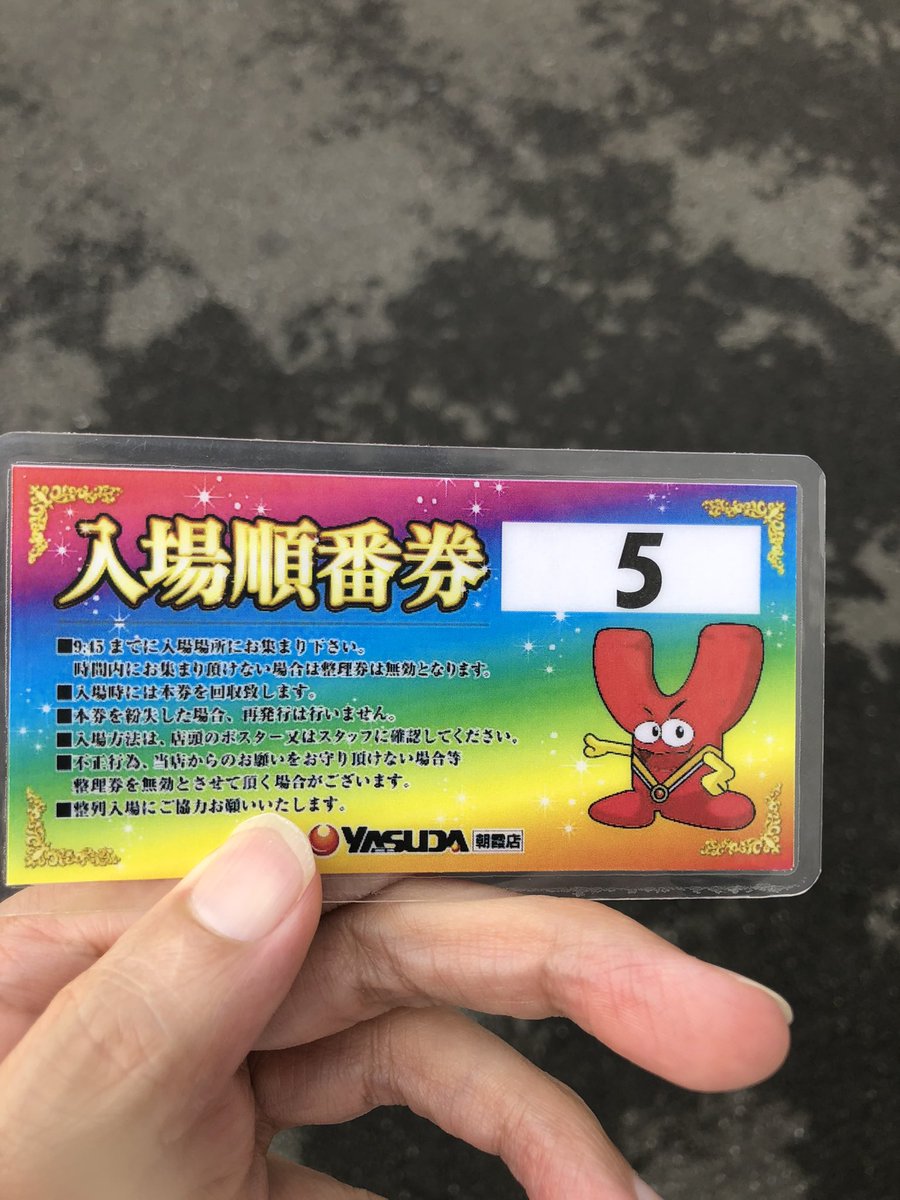 入場順番券
5
■9:45 までに入場場所にお集まり下さい。
時間内にお集まり頂けない場合は整理券は無効となります。
■入場時には本券を回収致します。
■本券を紛失した場合、再発行は行いません。
■入場方法は、店頭のポスター又はスタッフに確認してください。
■不正行為、当店からのお願いをお守り頂けない場合等
整理券を無効とさせて頂く場合がございます。
■整列入場にご協力お願いいたします。
YASUDA 朝霞店